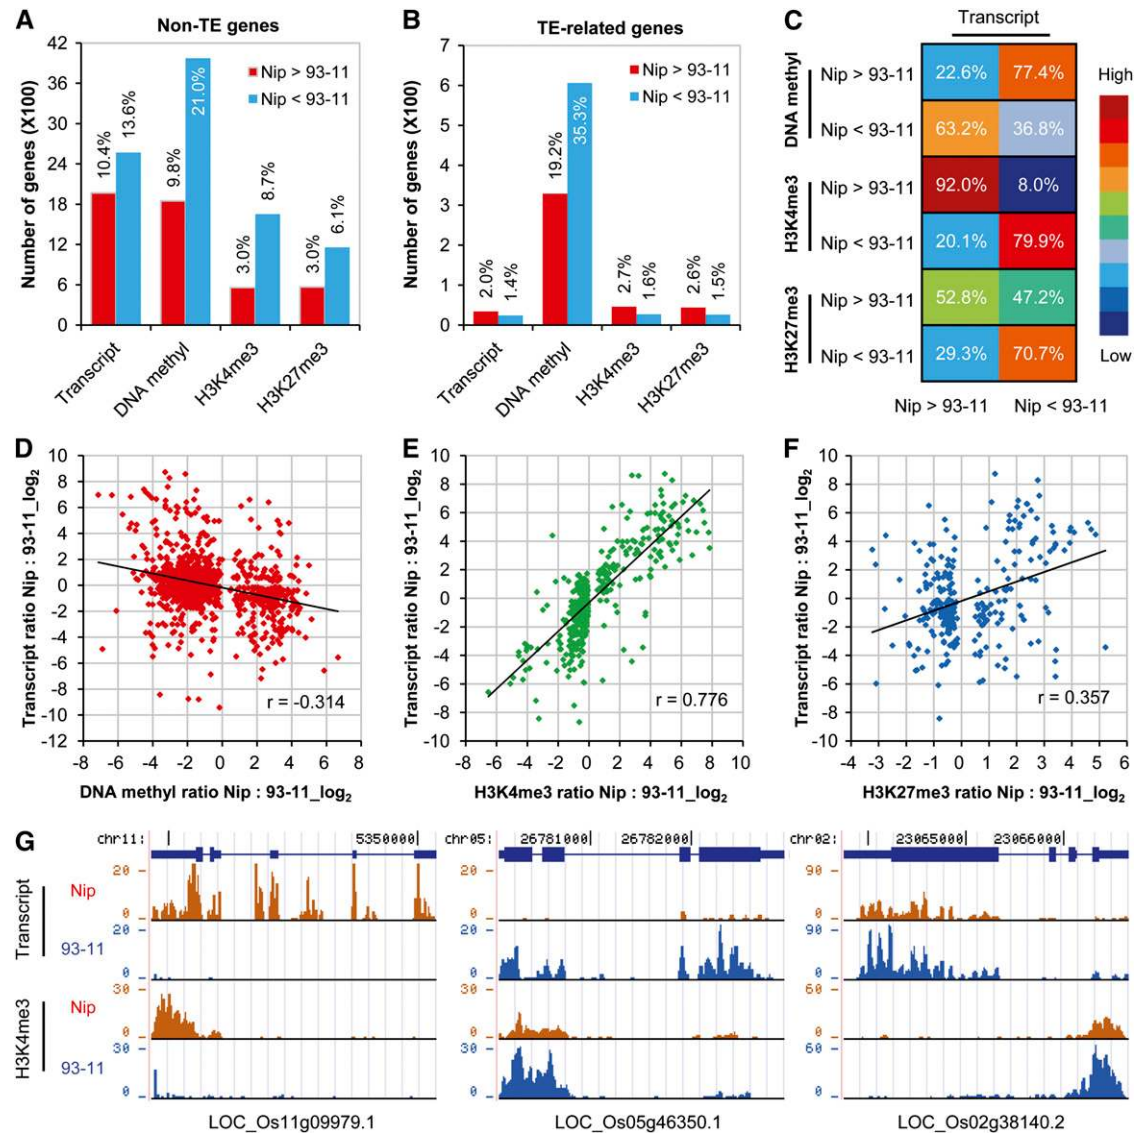 A
Non-TE genes
Number of genes (X100)
42
36
30
24
18
12
6
0
Nip > 93-11
Nip < 93-11
10.4%
13.6%
9.8%
21.0%
3.0%
8.7%
3.0%
6.1%
Transcript
DNA methyl
H3K4me3
H3K27me3
B
TE-related genes
Number of genes (X100)
7
6
5
4
3
2
1
0
Nip > 93-11
Nip < 93-11
2.0%
1.4%
19.2%
35.3%
2.7%
1.6%
2.6%
1.5%
Transcript
DNA methyl
H3K4me3
H3K27me3
C
Transcript
DNA methyl
Nip > 93-11
22.6%
77.4%
Nip < 93-11
63.2%
36.8%
H3K4me3
Nip > 93-11
92.0%
8.0%
Nip < 93-11
20.1%
79.9%
H3K27me3
Nip > 93-11
52.8%
47.2%
Nip < 93-11
29.3%
70.7%
Nip > 93-11
Nip < 93-11
High
Low
D
Transcript ratio Nip : 93-11_log2
10
8
6
4
2
0
-2
-4
-6
-8
-10
-12
r = -0.314
-8 -6 -4 -2 0 2 4 6 8
DNA methyl ratio Nip : 93-11_log2
E
Transcript ratio Nip : 93-11_log2
10
8
6
4
2
0
-2
-4
-6
-8
-10
r = 0.776
-8 -6 -4 -2 0 2 4 6 8 10
H3K4me3 ratio Nip : 93-11_log2
F
Transcript ratio Nip : 93-11_log2
10
8
6
4
2
0
-2
-4
-6
-8
-10
r = 0.357
-4 -3 -2 -1 0 1 2 3 4 5 6
H3K27me3 ratio Nip : 93-11_log2
G
chr11: 5350000
chr05: 26781000 26782000
chr02: 23065000 23066000
Transcript
Nip
20
0
20
0
90
0
93-11
20
0
20
0
90
0
H3K4me3
Nip
30
0
30
0
60
0
93-11
30
0
30
0
60
0
LOC_Os11g09979.1
LOC_Os05g46350.1
LOC_Os02g38140.2